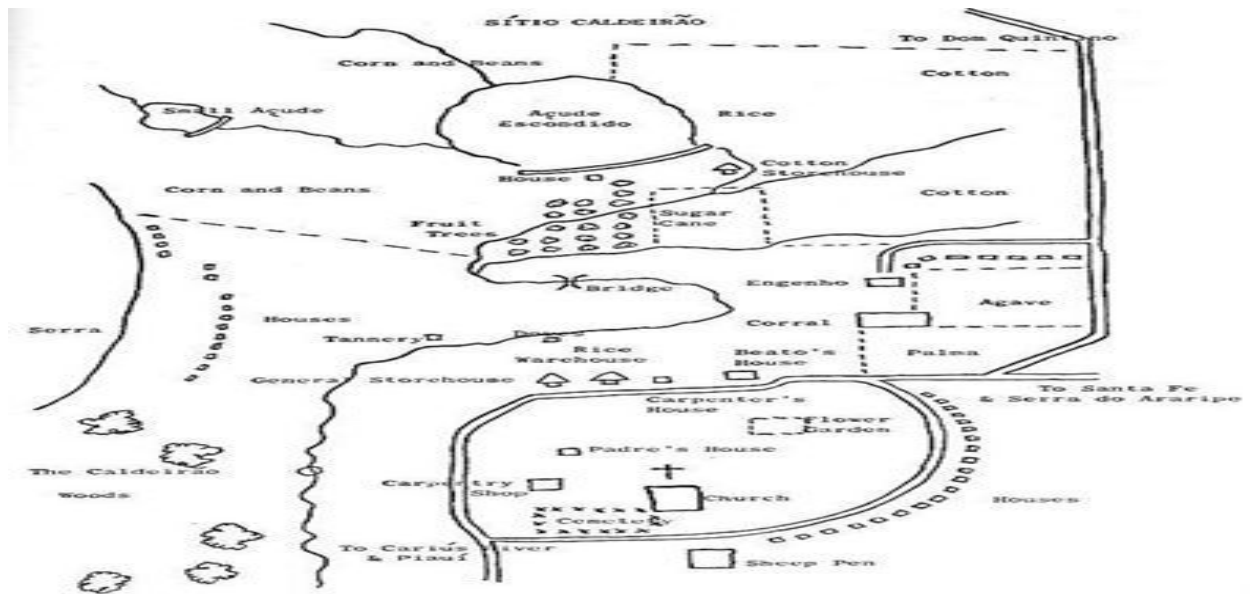 SÍTIO CALDEIRÃO
To Dom Quintino
Corn and Beans
Cotton
Small Açude
Açude
Escondido
Rice
Cotton
Storehouse
House
Corn and Beans
Cotton
Fruit
Trees
Sugar
Cane
Engenho
Bridge
Agave
Serra
Houses
Corral
Tannery
Rice
Warehouse
Beato's
House
Palma
General Storehouse
To Santa Fe
& Serra do Araripe
Carpenter's
House
Flower
Garden
Padre's House
The Caldeirão
Woods
Carpentry
Shop
Church
Houses
Cemetery
To Cariús River
& Piauí
Sheep Pen